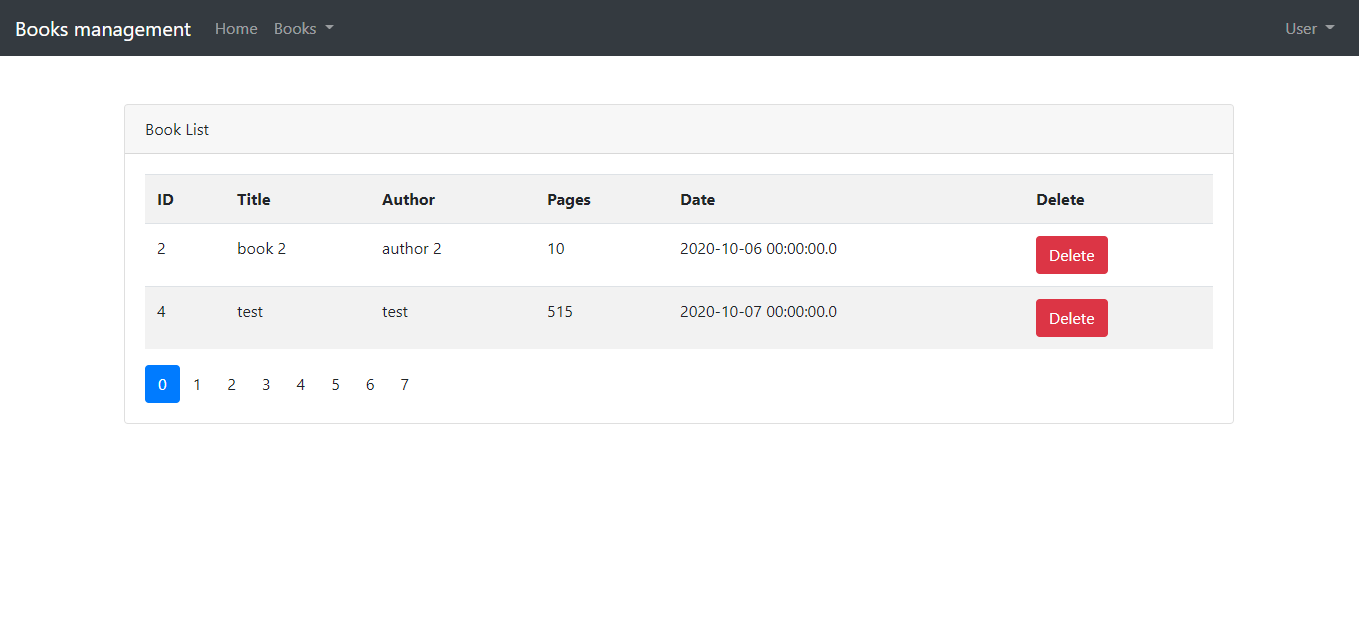 Books management Home Books User
Book List
ID Title Author Pages Date Delete
2 book 2 author 2 10 2020-10-06 00:00:00.0 Delete
4 test test 515 2020-10-07 00:00:00.0 Delete
0 1 2 3 4 5 6 7